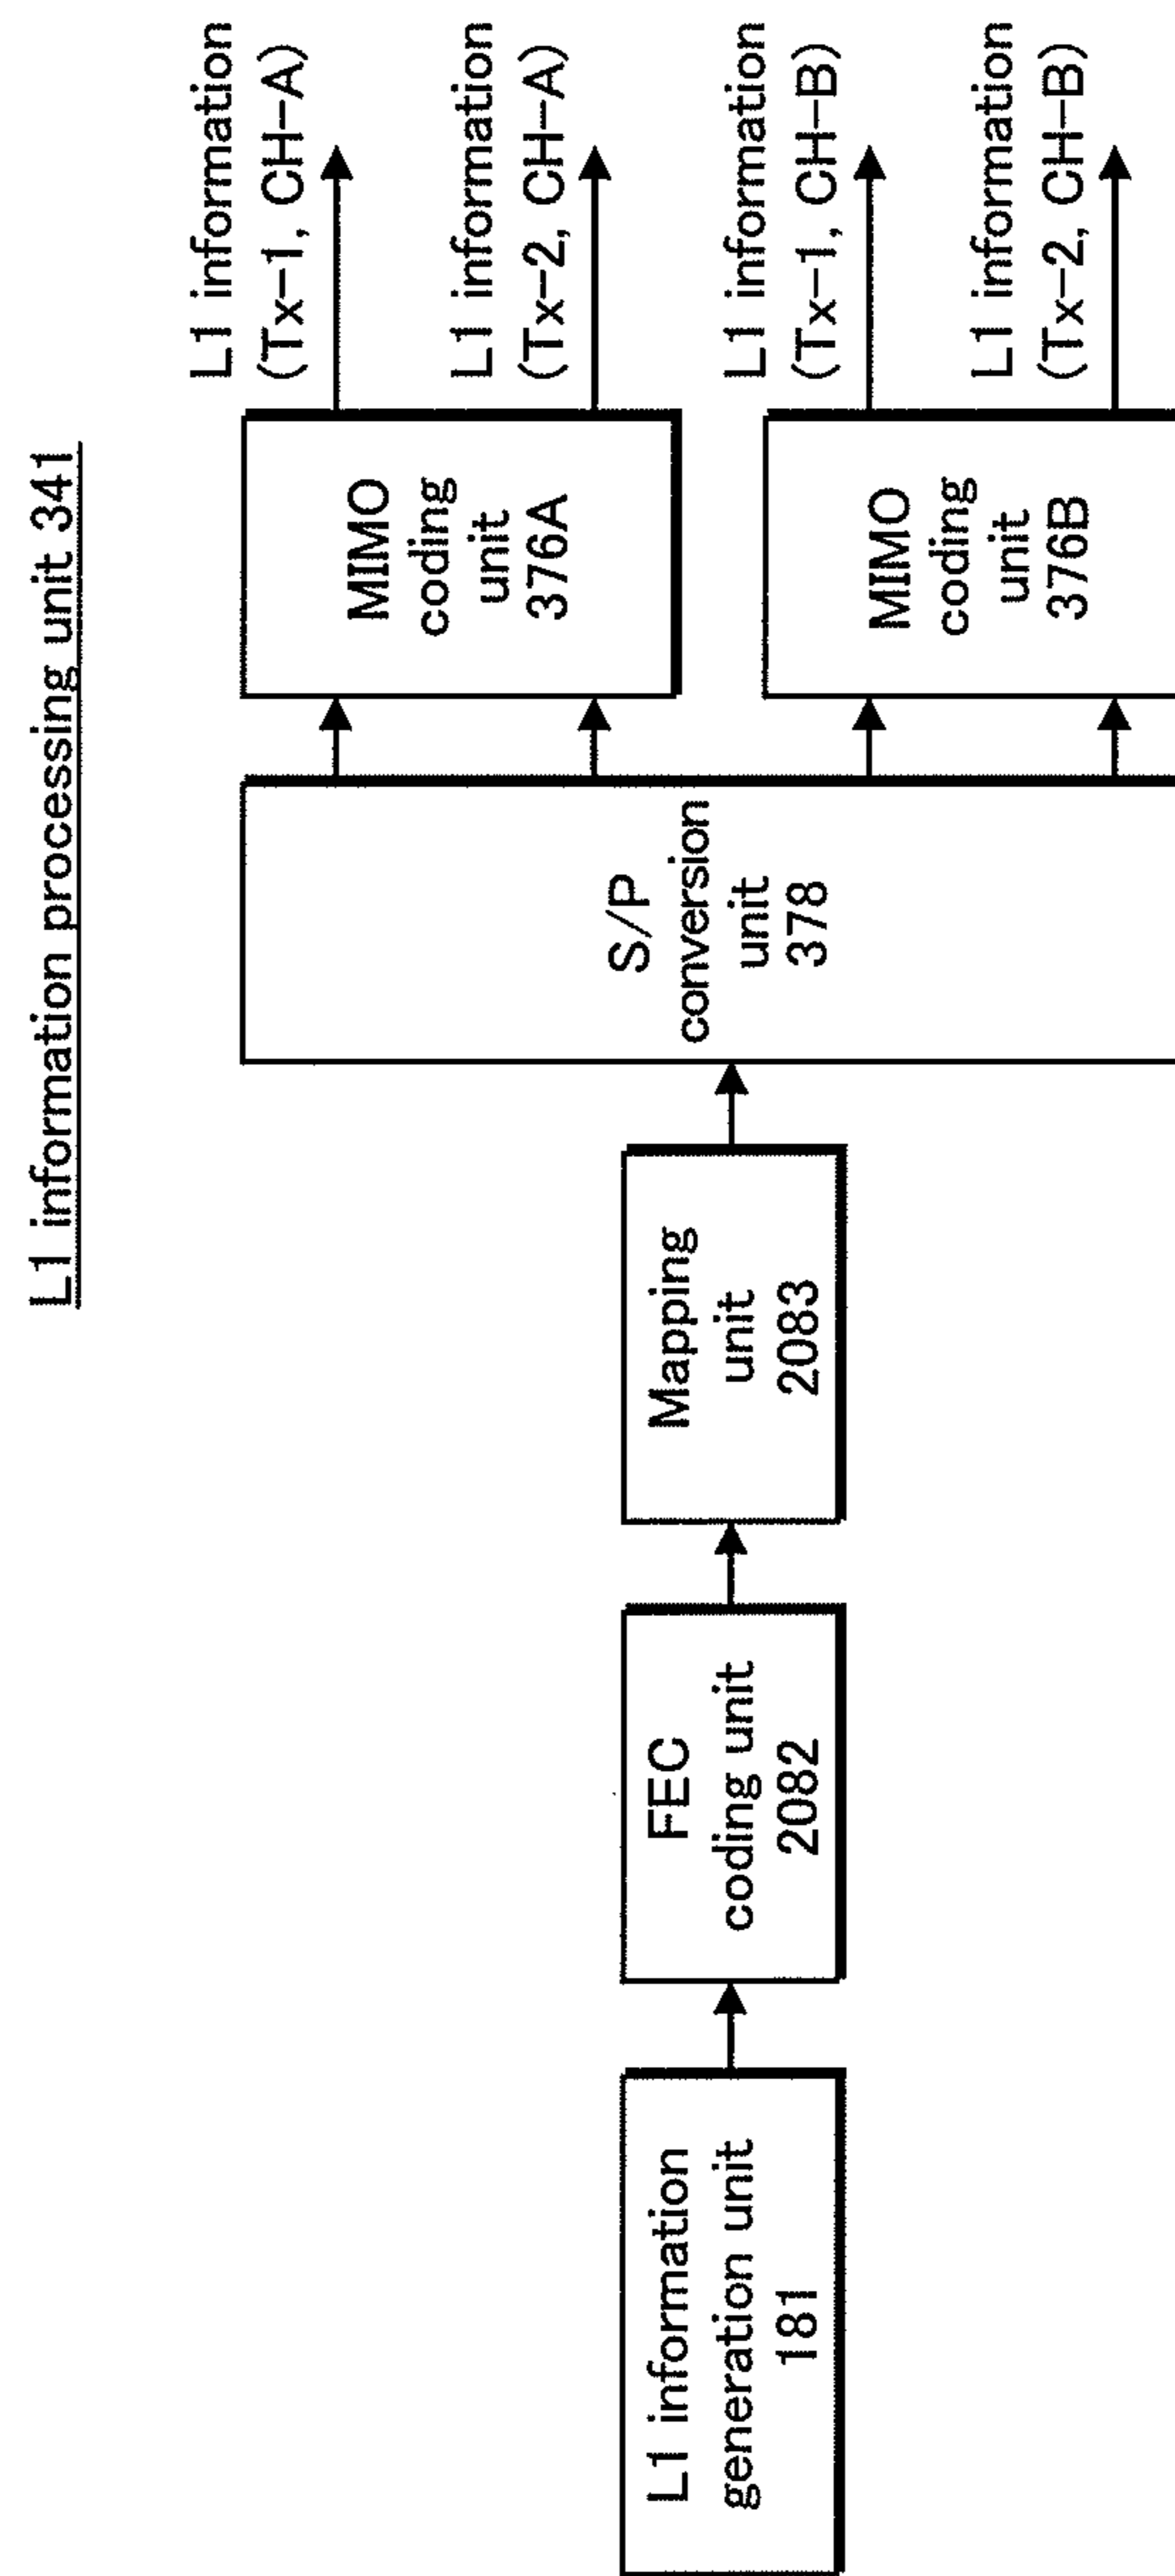 L1 information processing unit 341
L1 information
generation unit
181
FEC
coding unit
2082
Mapping
unit
2083
S/P
conversion
unit
378
MIMO
coding
unit
376A
MIMO
coding
unit
376B
L1 information
(Tx-1, CH-A)
L1 information
(Tx-2, CH-A)
L1 information
(Tx-1, CH-B)
L1 information
(Tx-2, CH-B)